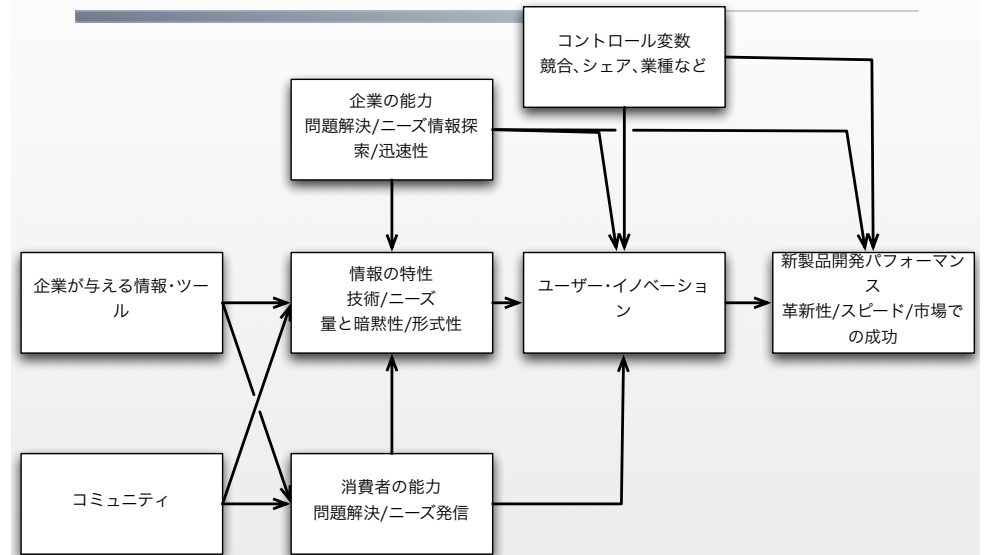 コントロール変数
競合、シェア、業種など
企業の能力
問題解決/ニーズ情報探
索/迅速性
企業が与える情報・ツー
ル
情報の特性
技術/ニーズ
量と暗黙性/形式性
ユーザー・イノベーショ
ン
新製品開発パフォーマン
ス
革新性/スピード/市場で
の成功
コミュニティ
消費者の能力
問題解決/ニーズ発信